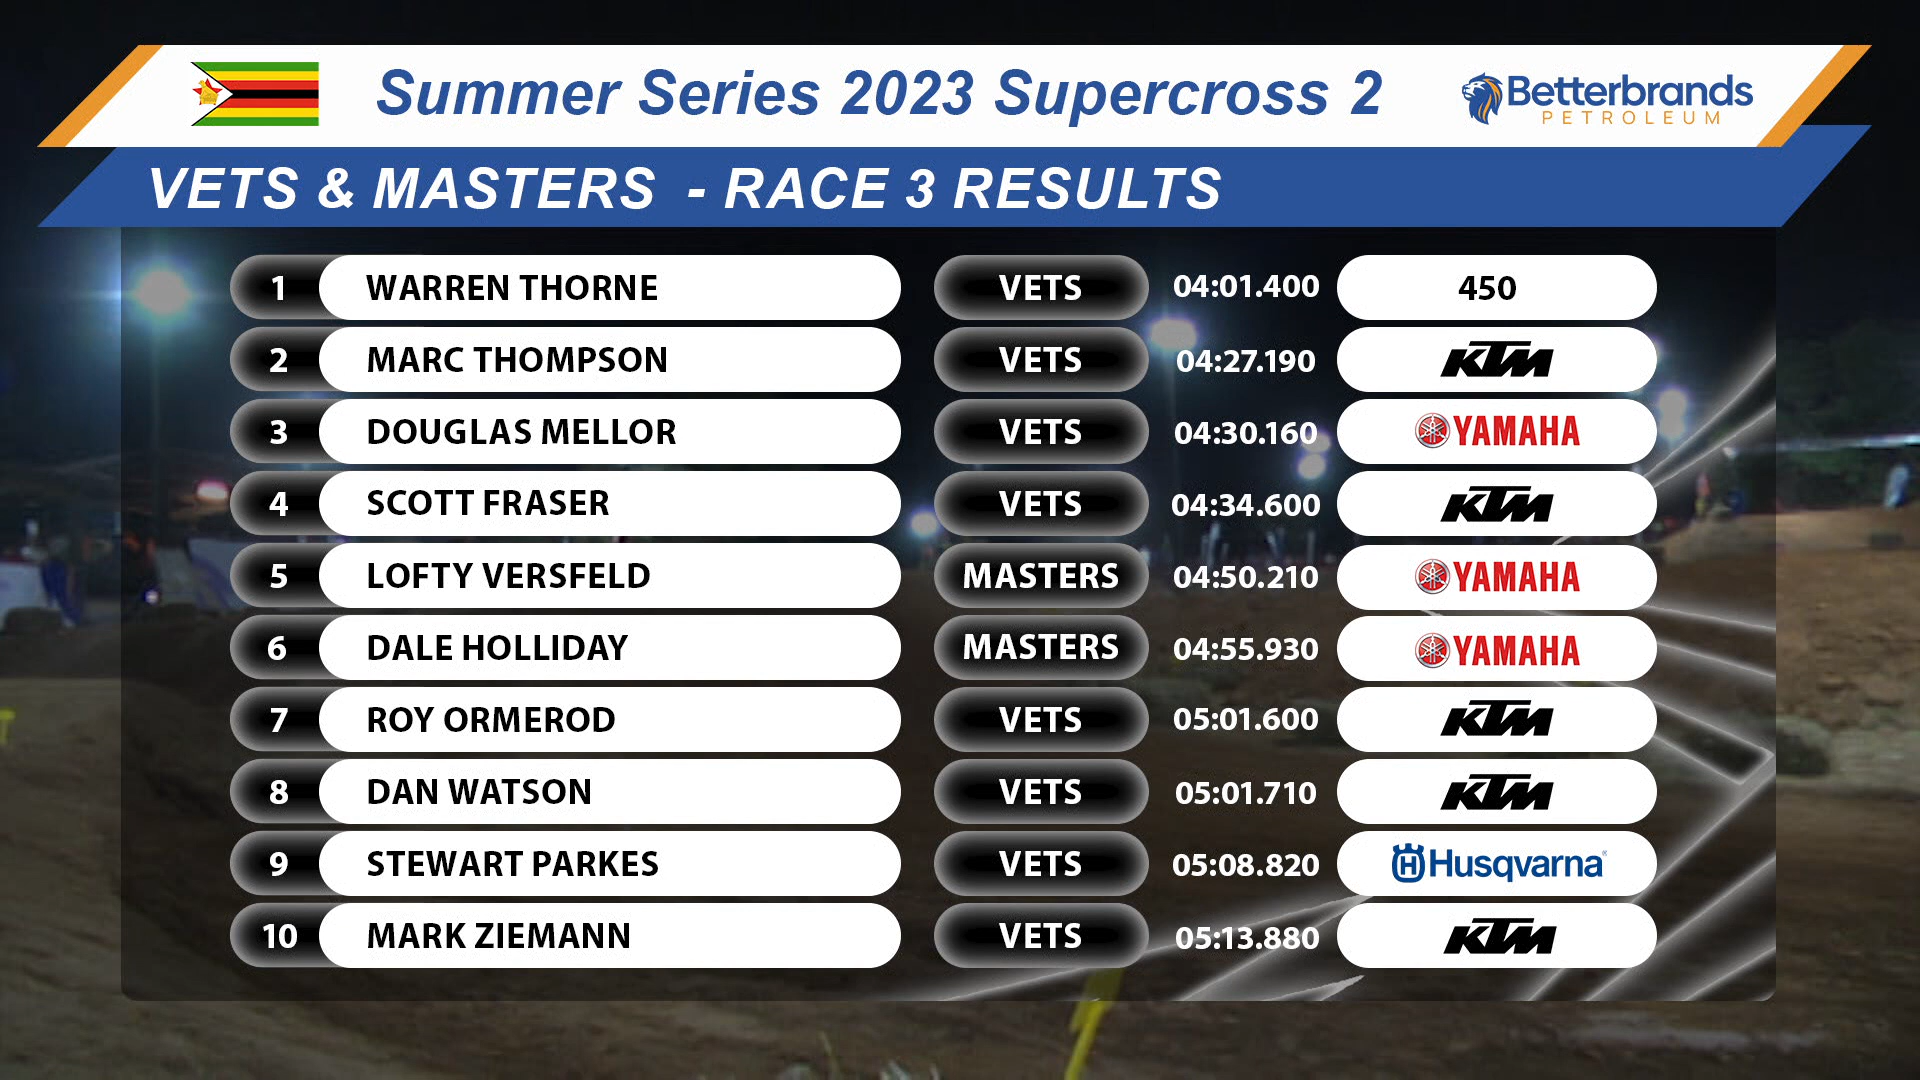 Summer Series 2023 Supercross 2
Betterbrands
PETROLEUM
VETS & MASTERS - RACE 3 RESULTS
1 WARREN THORNE VETS 04:01.400 450
2 MARC THOMPSON VETS 04:27.190 KTM
3 DOUGLAS MELLOR VETS 04:30.160 YAMAHA
4 SCOTT FRASER VETS 04:34.600 KTM
5 LOFTY VERSFELD MASTERS 04:50.210 YAMAHA
6 DALE HOLLIDAY MASTERS 04:55.930 YAMAHA
7 ROY ORMEROD VETS 05:01.600 KTM
8 DAN WATSON VETS 05:01.710 KTM
9 STEWART PARKES VETS 05:08.820 H Husqvarna®
10 MARK ZIEMANN VETS 05:13.880 KTM